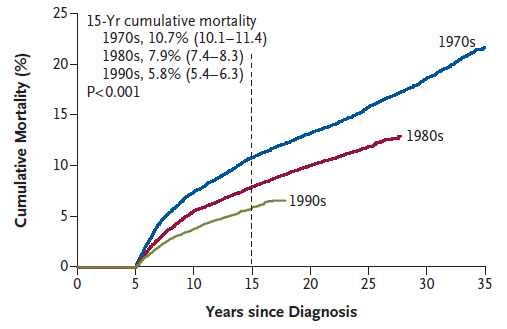 25
15-Yr cumulative mortality
1970s, 10.7% (10.1–11.4)
1980s, 7.9% (7.4–8.3)
1990s, 5.8% (5.4–6.3)
P<0.001
1970s
20
15
1980s
10
1990s
5
0
Cumulative Mortality (%)
0 5 10 15 20 25 30 35
Years since Diagnosis